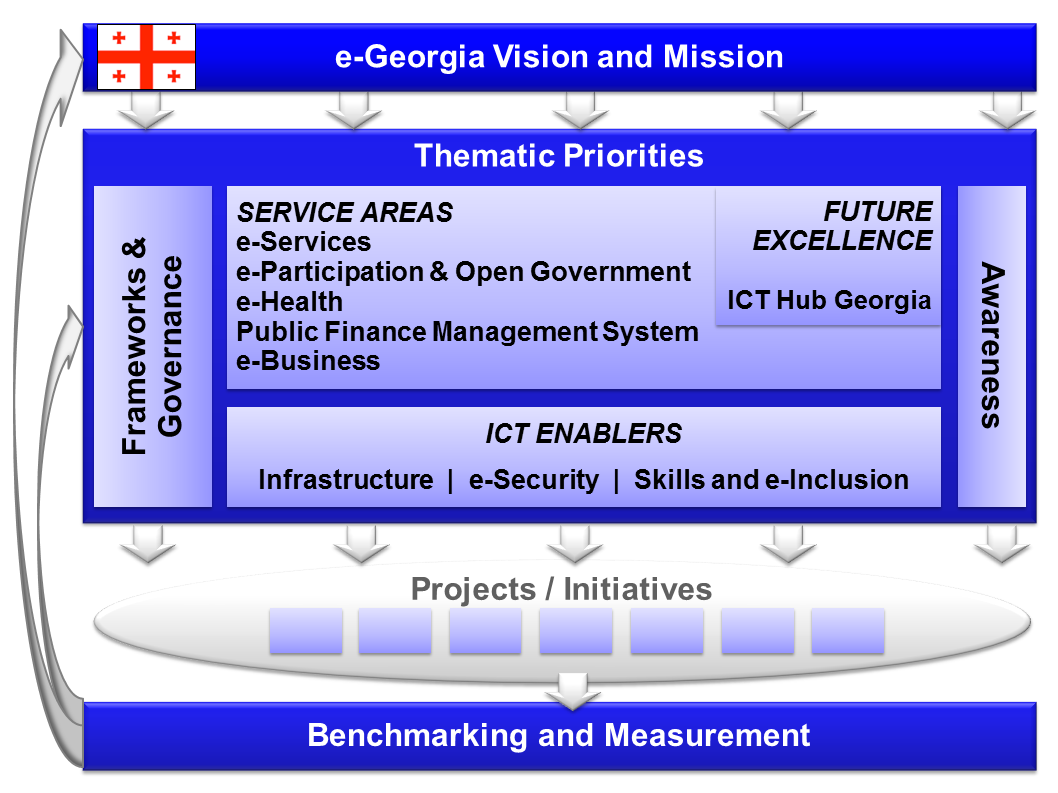 e-Georgia Vision and Mission
Thematic Priorities
Frameworks &
Governance
SERVICE AREAS
e-Services
e-Participation & Open Government
e-Health
Public Finance Management System
e-Business
FUTURE
EXCELLENCE
ICT Hub Georgia
Awareness
ICT ENABLERS
Infrastructure | e-Security | Skills and e-Inclusion
Projects / Initiatives
Benchmarking and Measurement